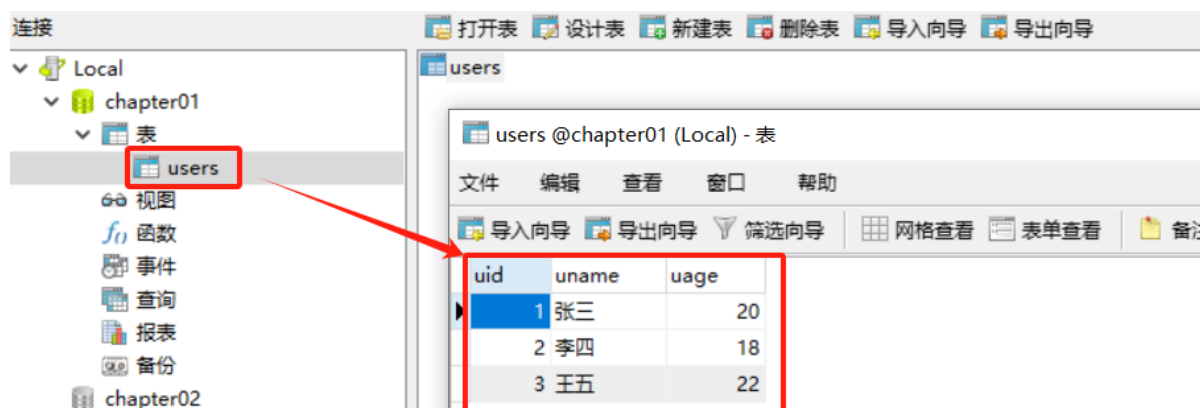 连接
打开表 设计表 新建表 删除表 导入向导 导出向导
Local
chapter01
表
users
视图
函数
事件
查询
报表
备份
chapter02
users
users @chapter01 (Local) - 表
文件 编辑 查看 窗口 帮助
导入向导 导出向导 筛选向导 网格查看 表单查看 备注
uid uname uage
1 张三 20
2 李四 18
3 王五 22